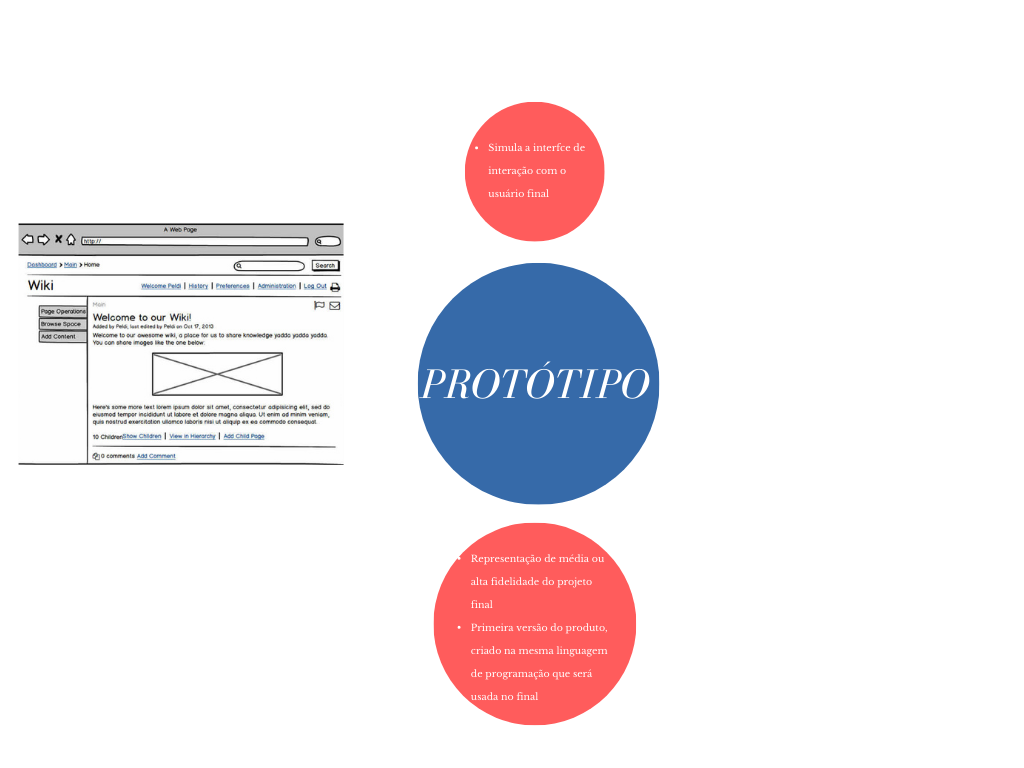 A Web Page
http://
Dashboard > Main > Home
Search
Wiki
Welcome Peldi | History | Preferences | Administration | Log Out
Page Operations
Browse Space
Add Content
Main
Welcome to our Wiki!
Added by Peldi, last edited by Peldi on Oct 17, 2013
Welcome to our awesome wiki, a place for us to share knowledge yadda yadda yadda.
You can share images like the one below:
Here's some more text lorem ipsum dolor sit amet, consectetur adipisicing elit, sed do
eiusmod tempor incididunt ut labore et dolore magna aliqua. Ut enim ad minim veniam,
quis nostrud exercitation ullamco laboris nisi ut aliquip ex ea commodo consequat.
10 Children Show Children | View in Hierarchy | Add Child Page
0 comments Add Comment
• Simula a interfce de
interação com o
usuário final
PROTÓTIPO
• Representação de média ou
alta fidelidade do projeto
final
• Primeira versão do produto,
criado na mesma linguagem
de programação que será
usada no final